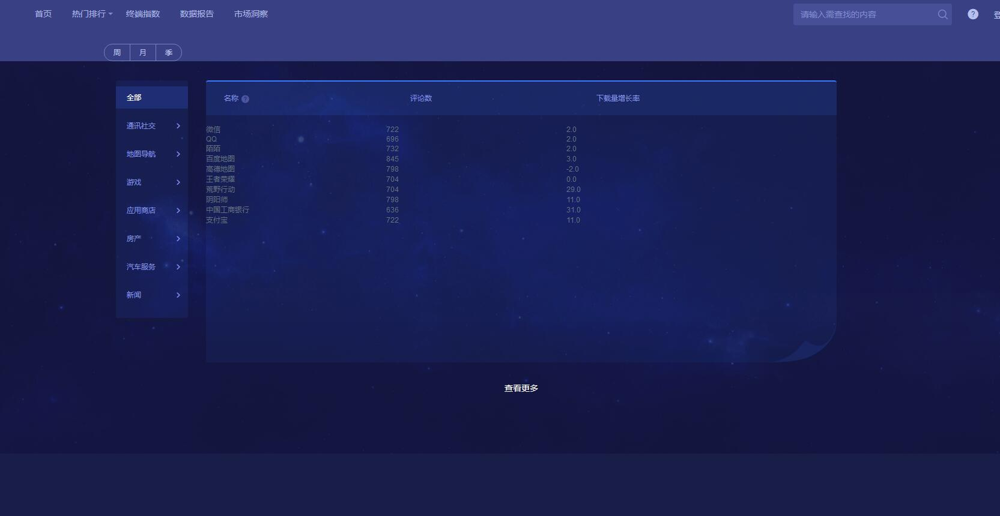 首页 热门排行 终端指数 数据报告 市场洞察 请输入需查找的内容 ?
周 月 季
全部
通讯社交
地图导航
游戏
应用商店
房产
汽车服务
新闻
名称 ? 评论数 下载量增长率
微信 722 2.0
QQ 696 2.0
陌陌 732 2.0
百度地图 845 3.0
高德地图 798 -2.0
王者荣耀 704 0.0
荒野行动 704 29.0
阴阳师 798 11.0
中国工商银行 636 31.0
支付宝 722 11.0
查看更多